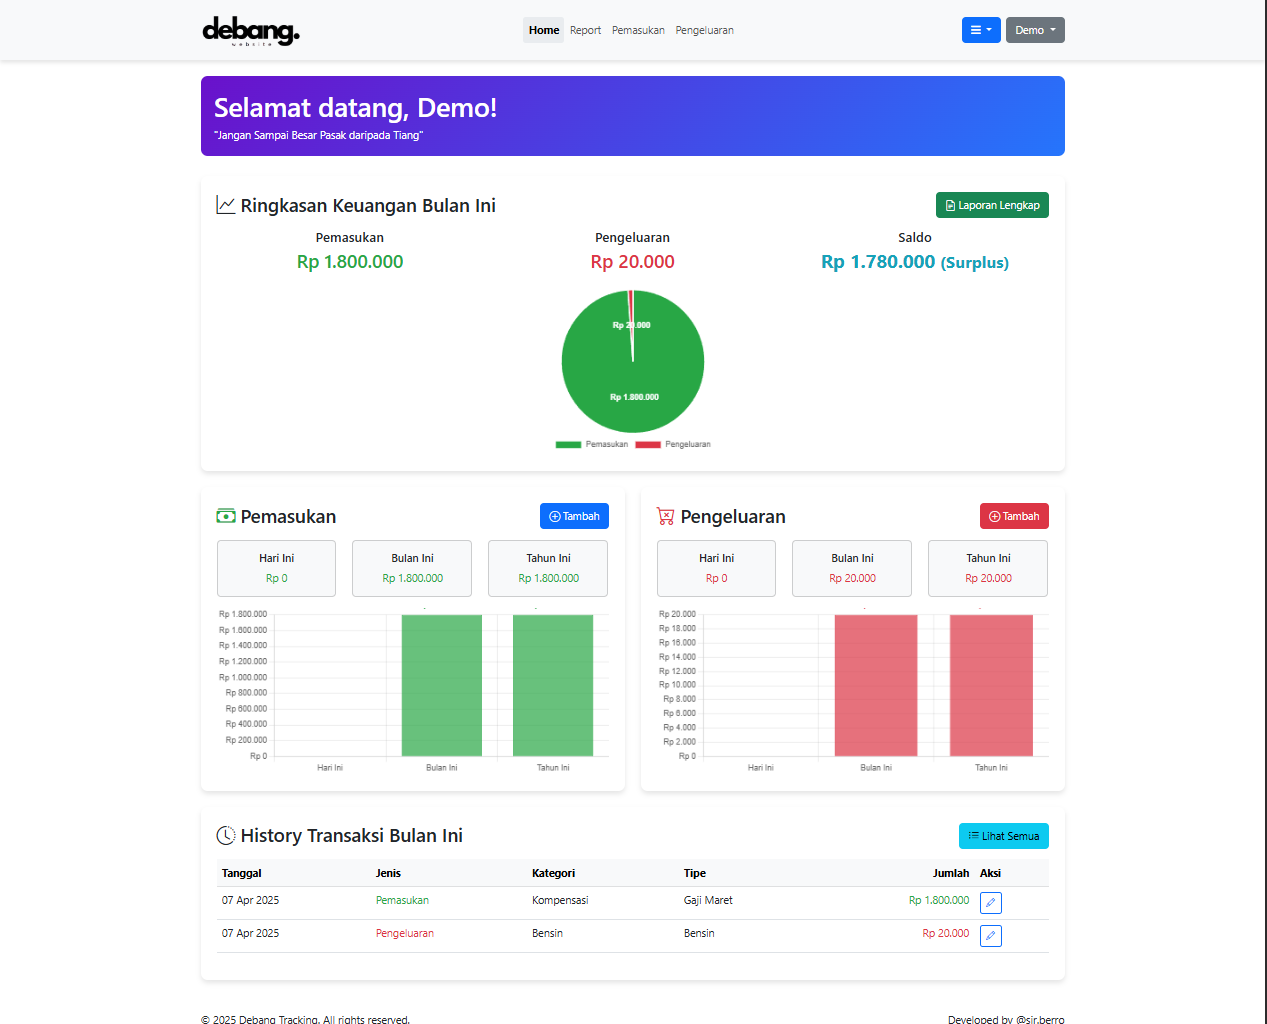 debang.
website
Home Report Pemasukan Pengeluaran
Demo
Selamat datang, Demo!
"Jangan Sampai Besar Pasak daripada Tiang"
Ringkasan Keuangan Bulan Ini
Laporan Lengkap
Pemasukan Pengeluaran Saldo
Rp 1.800.000 Rp 20.000 Rp 1.780.000 (Surplus)
Rp 20.000
Rp 1.800.000
Pemasukan Pengeluaran
Pemasukan
Tambah
Hari Ini Bulan Ini Tahun Ini
Rp 0 Rp 1.800.000 Rp 1.800.000
Rp 1.800.000
Rp 1.600.000
Rp 1.400.000
Rp 1.200.000
Rp 1.000.000
Rp 800.000
Rp 600.000
Rp 400.000
Rp 200.000
Rp 0
Hari Ini Bulan Ini Tahun Ini
Pengeluaran
Tambah
Hari Ini Bulan Ini Tahun Ini
Rp 0 Rp 20.000 Rp 20.000
Rp 20.000
Rp 18.000
Rp 16.000
Rp 14.000
Rp 12.000
Rp 10.000
Rp 8.000
Rp 6.000
Rp 4.000
Rp 2.000
Rp 0
Hari Ini Bulan Ini Tahun Ini
History Transaksi Bulan Ini
Lihat Semua
Tanggal Jenis Kategori Tipe Jumlah Aksi
07 Apr 2025 Pemasukan Kompensasi Gaji Maret Rp 1.800.000
07 Apr 2025 Pengeluaran Bensin Bensin Rp 20.000
© 2025 Debang Tracking. All rights reserved.
Developed by @sir.berro